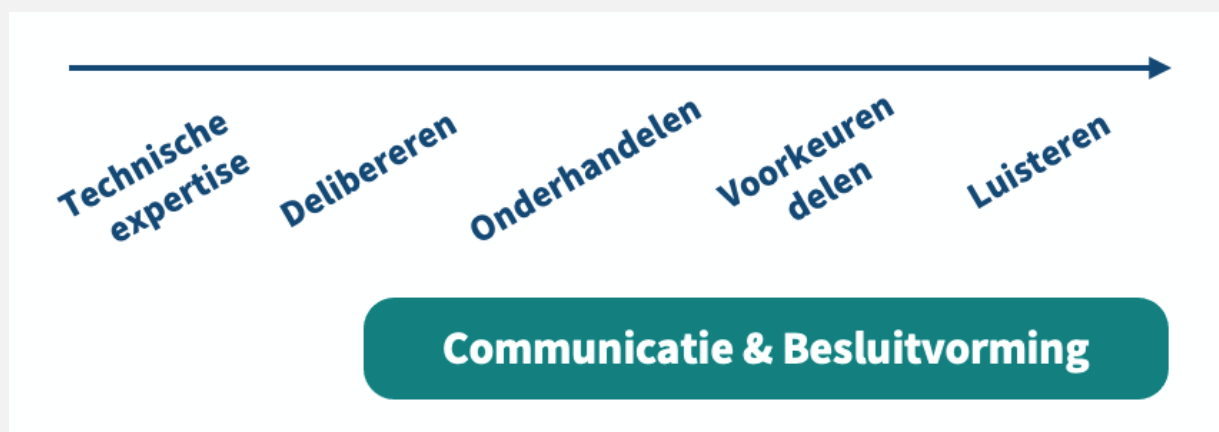 Technische
expertise
Delibereren
Onderhandelen
Voorkeuren
delen
Luisteren
Communicatie & Besluitvorming